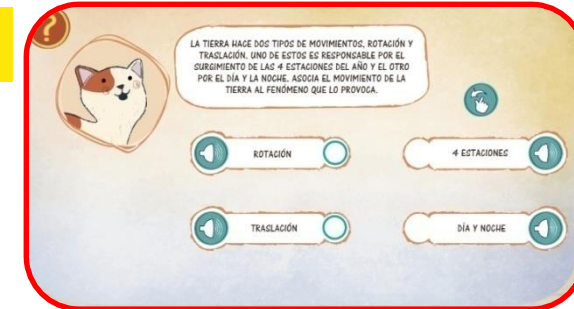 ?
LA TIERRA HACE DOS TIPOS DE MOVIMIENTOS, ROTACIÓN Y
TRASLACIÓN. UNO DE ESTOS ES RESPONSABLE POR EL
SURGIMIENTO DE LAS 4 ESTACIONES DEL AÑO Y EL OTRO
POR EL DÍA Y LA NOCHE. ASOCIA EL MOVIMIENTO DE LA
TIERRA AL FENÓMENO QUE LO PROVOCA.
ROTACIÓN
4 ESTACIONES
TRASLACIÓN
DÍA Y NOCHE